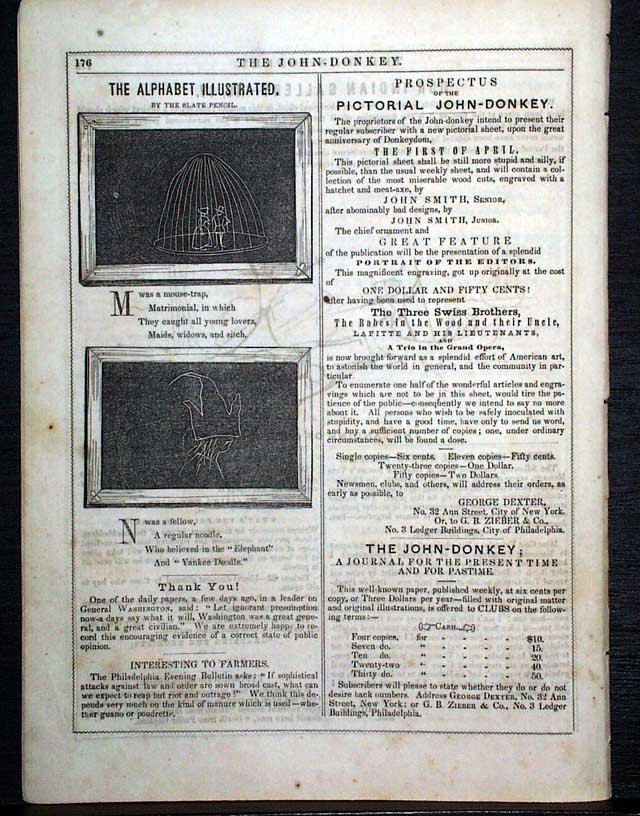 176
THE JOHN-DONKEY.
THE ALPHABET ILLUSTRATED.
BY THE SLATE PENCIL.
M was a mouse-trap,
Matrimonial, in which
They caught all young lovers,
Maids, widows, and sitch.
N was a fellow,
A regular noodle,
Who believed in the "Elephant"
And "Yankee Doodle."
Thank You!
One of the daily papers, a few days ago, in a leader on
General WASHINGTON, said: "Let ignorant presumption
now-a-days say what it will, Washington was a great gene-
ral, and a great civilian." We are extremely happy to re-
cord this encouraging evidence of a correct state of public
opinion.
INTERESTING TO FARMERS.
The Philadelphia Evening Bulletin asks: "If sophistical
attacks against law and order are sown broad cast, what can
we expect to reap but riot and outrage!" We think this de-
pends very much on the kind of manure which is used—whe-
ther guano or poudrette.
PROSPECTUS
OF THE
PICTORIAL JOHN-DONKEY.
The proprietors of the John-donkey intend to present their
regular subscriber with a new pictorial sheet, upon the great
anniversary of Donkeydom,
THE FIRST OF APRIL.
This pictorial sheet shall be still more stupid and silly, if
possible, than the usual weekly sheet, and will contain a col-
lection of the most miserable wood cuts, engraved with a
hatchet and meat-axe, by
JOHN SMITH, SENIOR,
after abominably bad designs, by
JOHN SMITH, JUNIOR.
The chief ornament and
GREAT FEATURE
of the publication will be the presentation of a splendid
PORTRAIT OF THE EDITORS.
This magnificent engraving, got up originally at the cost
of
ONE DOLLAR AND FIFTY CENTS!
after having been used to represent
The Three Swiss Brothers,
The Babes in the Wood and their Uncle,
LAFITTE AND HIS LIEUTENANTS,
AND
A Trio in the Grand Opera,
is now brought forward as a splendid effort of American art,
to astonish the world in general, and the community in par-
ticular.
To enumerate one half of the wonderful articles and engra-
vings which are not to be in this sheet, would tire the pa-
tience of the public—consequently we intend to say no more
about it. All persons who wish to be safely inoculated with
stupidity, and have a good time, have only to send us word,
and buy a sufficient number of copies; one, under ordinary
circumstances, will be found a dose.
Single copies—Six cents. Eleven copies—Fifty cents.
Twenty-three copies—One Dollar.
Fifty copies—Two Dollars
Newsmen, clubs, and others, will address their orders, as
early as possible, to
GEORGE DEXTER,
No. 32 Ann Street, City of New York.
Or, to G. B. ZIEBER & CO.,
No. 3 Ledger Buildings, City of Philadelphia.
THE JOHN-DONKEY;
A JOURNAL FOR THE PRESENT TIME
AND FOR PASTIME.
This well-known paper, published weekly, at six cents per
copy, or Three Dollars per year—filled with original matter
and original illustrations, is offered to CLUBS on the follow-
ing terms:—
CASH.
Four copies, for - - - - $10.
Seven do. " - - - - 15.
Ten do. " - - - - 20.
Twenty-two " - - - - 40.
Thirty do. " - - - - 50.
Subscribers will please to state whether they do or do not
desire back numbers. Address GEORGE DEXTER, No. 32 Ann
Street, New York; or G. B. ZIEBER & Co., No. 3 Ledger
Buildings, Philadelphia.